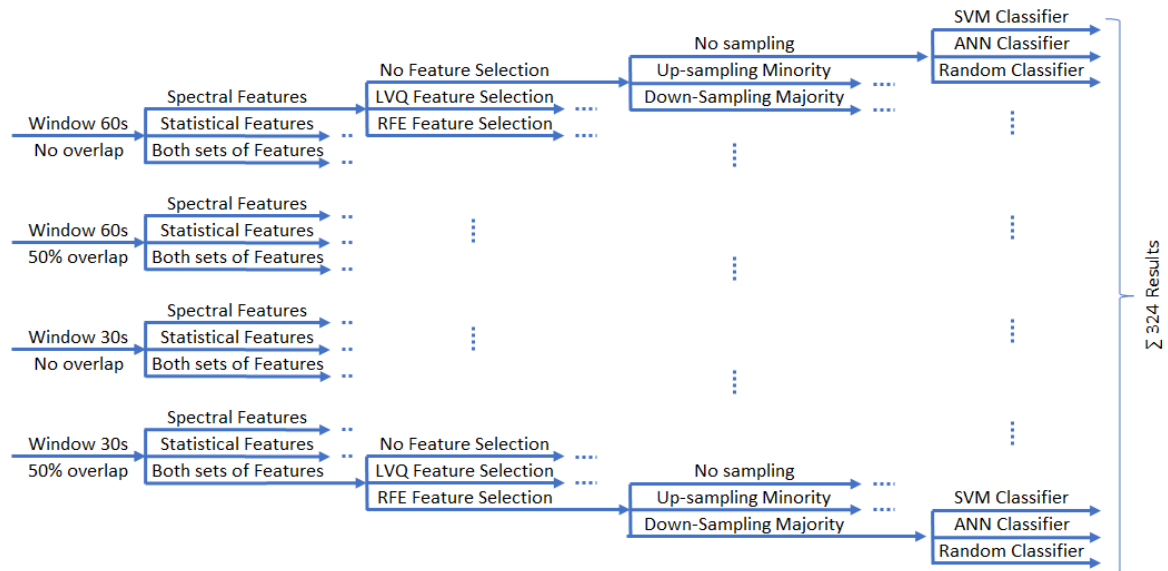 SVM Classifier
ANN Classifier
Random Classifier
No sampling
Up-sampling Minority
Down-Sampling Majority
No Feature Selection
LVQ Feature Selection
RFE Feature Selection
Spectral Features
Statistical Features
Both sets of Features
Window 60s
No overlap
Spectral Features
Statistical Features
Both sets of Features
Window 60s
50% overlap
Spectral Features
Statistical Features
Both sets of Features
Window 30s
No overlap
Spectral Features
Statistical Features
Both sets of Features
Window 30s
50% overlap
No Feature Selection
LVQ Feature Selection
RFE Feature Selection
No sampling
Up-sampling Minority
Down-Sampling Majority
SVM Classifier
ANN Classifier
Random Classifier
∑ 324 Results